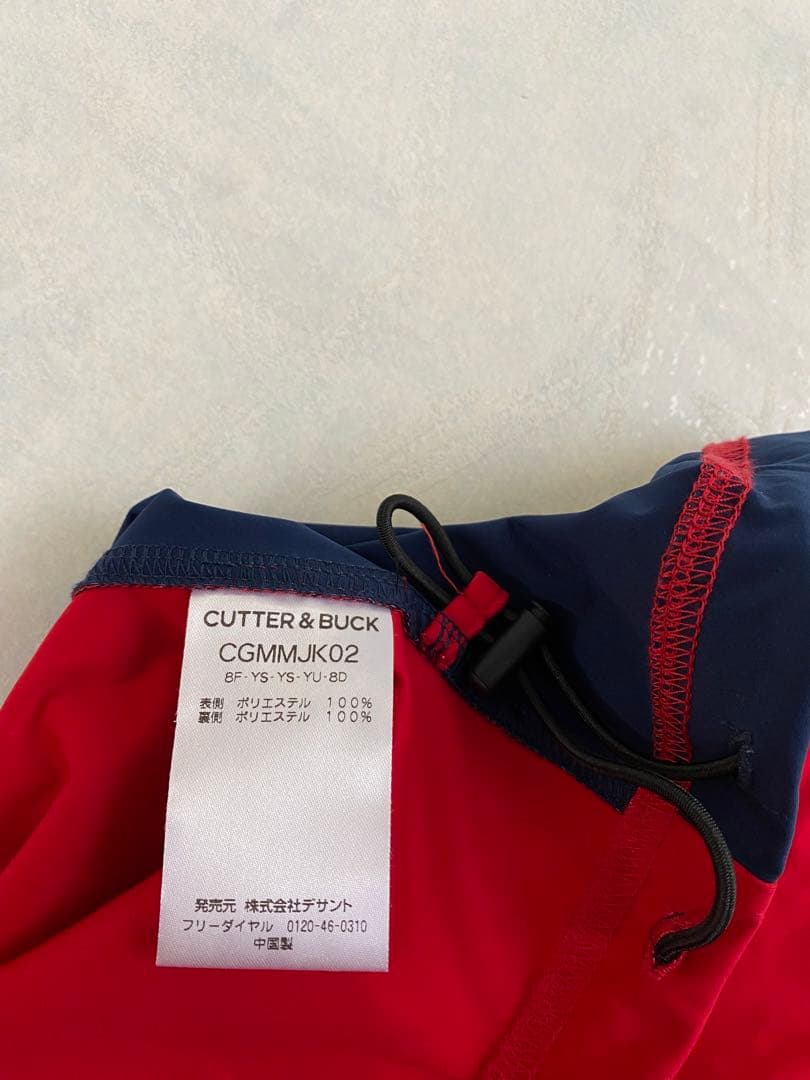 CUTTER & BUCK
CGMMJK02
8F-YS-YS-YU-8D
表側 ポリエステル 100%
裏側 ポリエステル 100%
発売元 株式会社デサント
フリーダイヤル 0120-46-0310
中国製